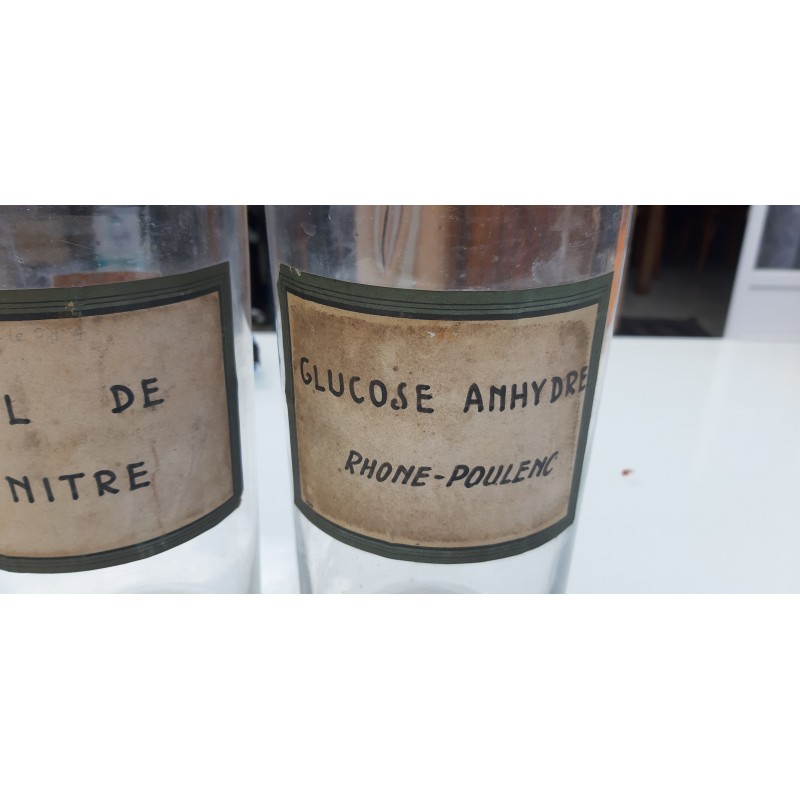 L DE
NITRE
GLUCOSE ANHYDRE
RHONE-POULENC